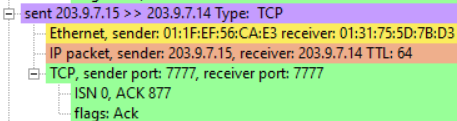 sent 203.9.7.15 >> 203.9.7.14 Type: TCP
Ethernet, sender: 01:1F:EF:56:CA:E3 receiver: 01:31:75:5D:7B:D3
IP packet, sender: 203.9.7.15, receiver: 203.9.7.14 TTL: 64
TCP, sender port: 7777, receiver port: 7777
ISN 0, ACK 877
flags: Ack